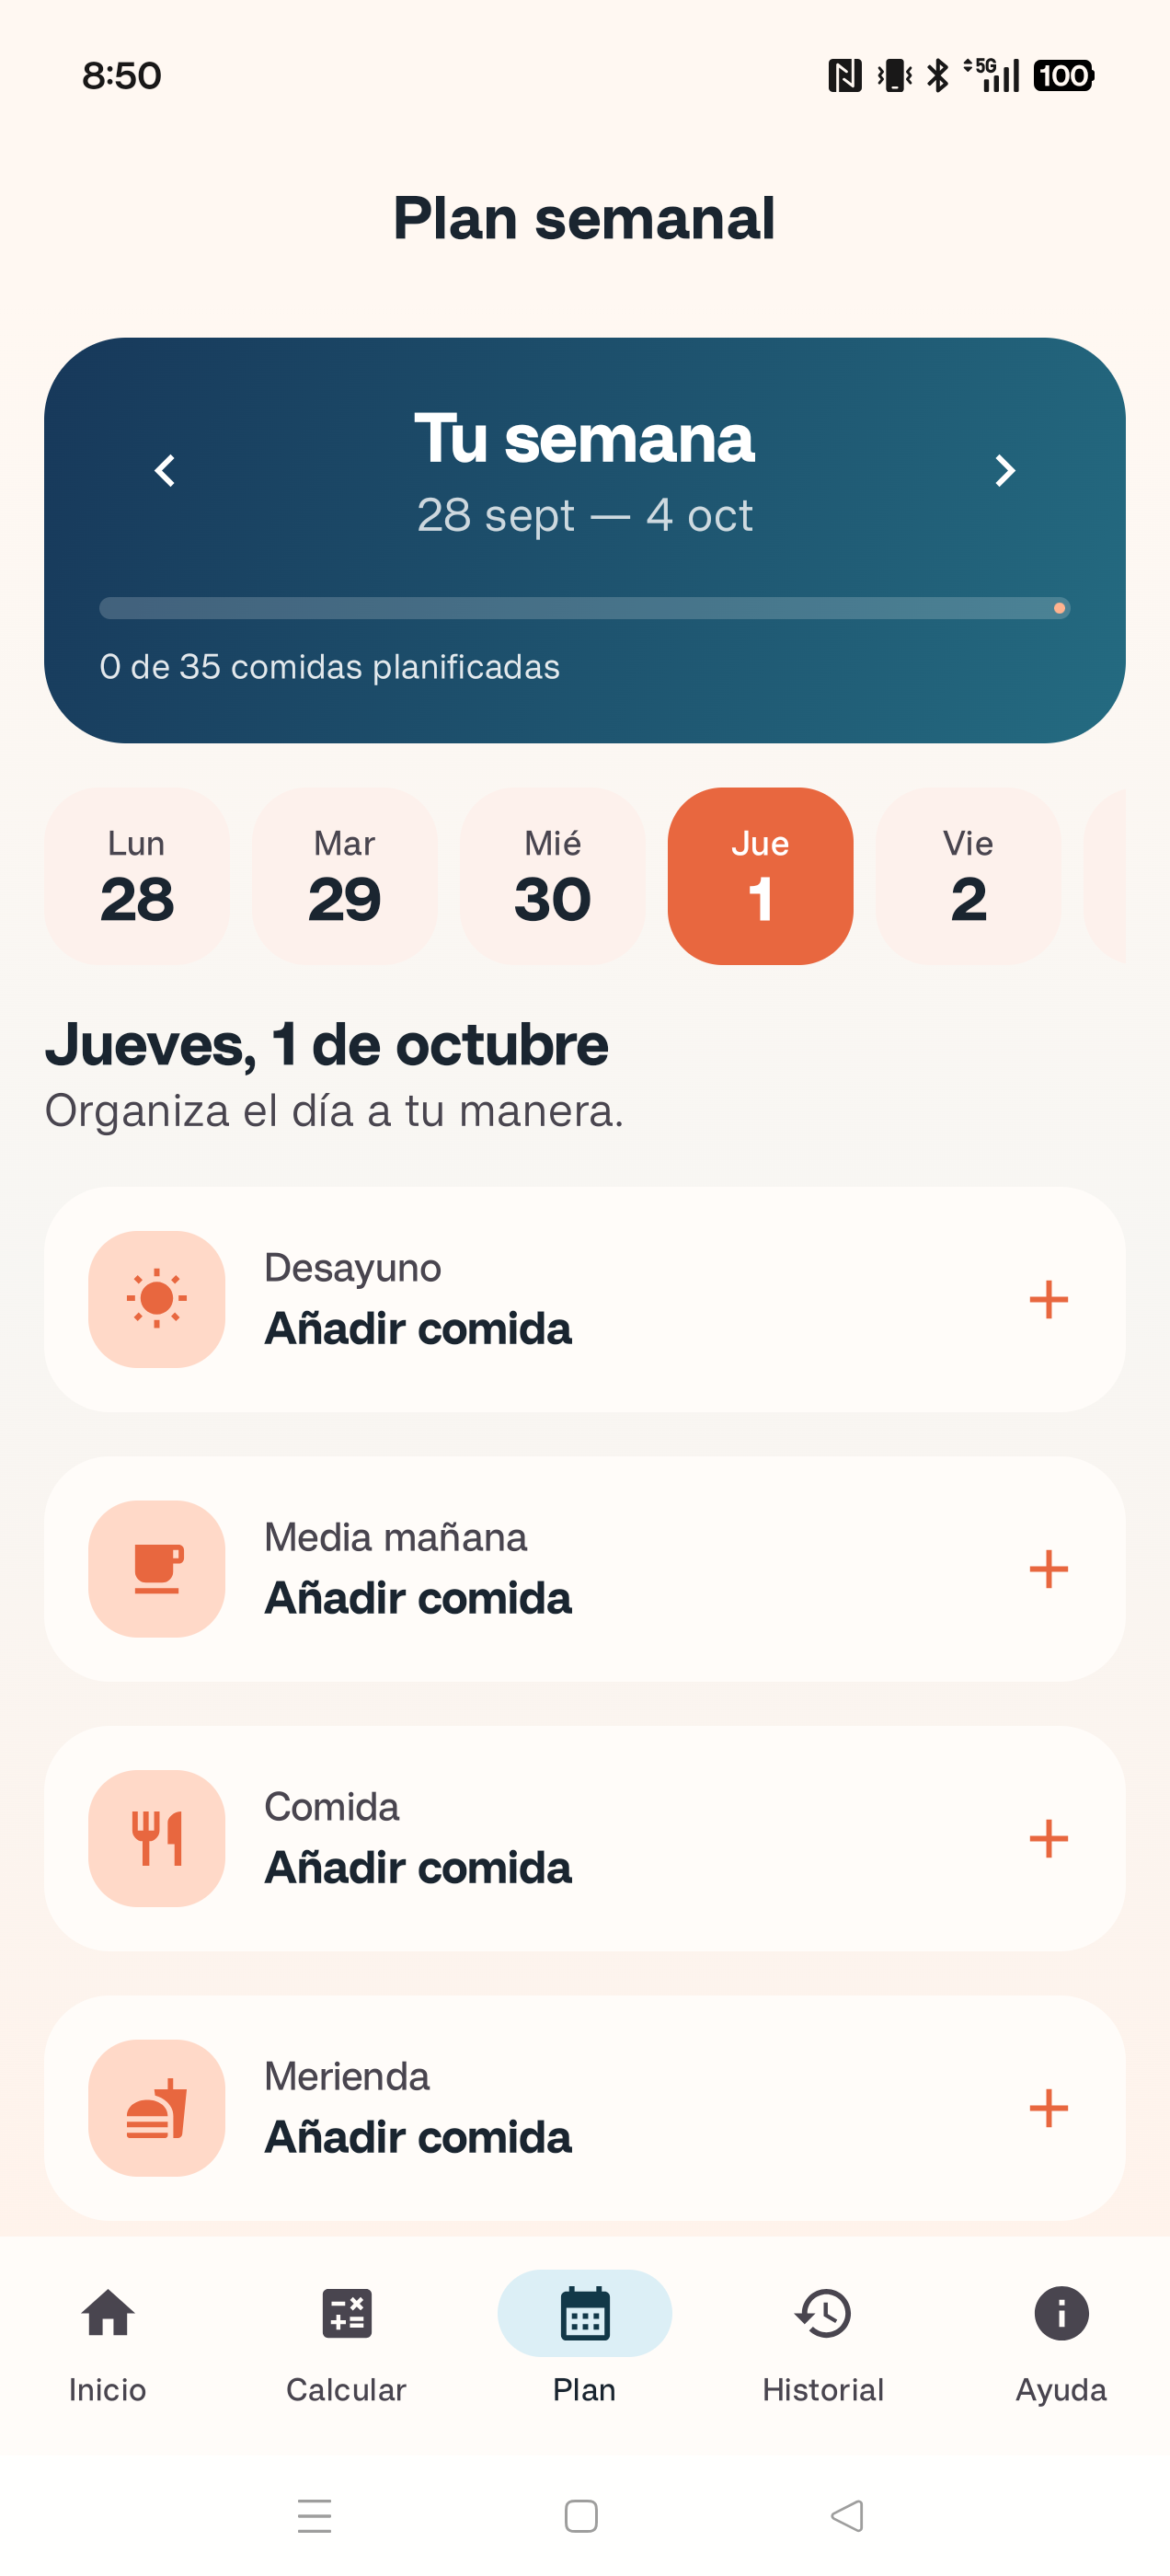 8:50
5G
100
Plan semanal
Tu semana
28 sept — 4 oct
0 de 35 comidas planificadas
Lun
28
Mar
29
Mié
30
Jue
1
Vie
2
Jueves, 1 de octubre
Organiza el día a tu manera.
Desayuno
Añadir comida
Media mañana
Añadir comida
Comida
Añadir comida
Merienda
Añadir comida
Inicio
Calcular
Plan
Historial
Ayuda